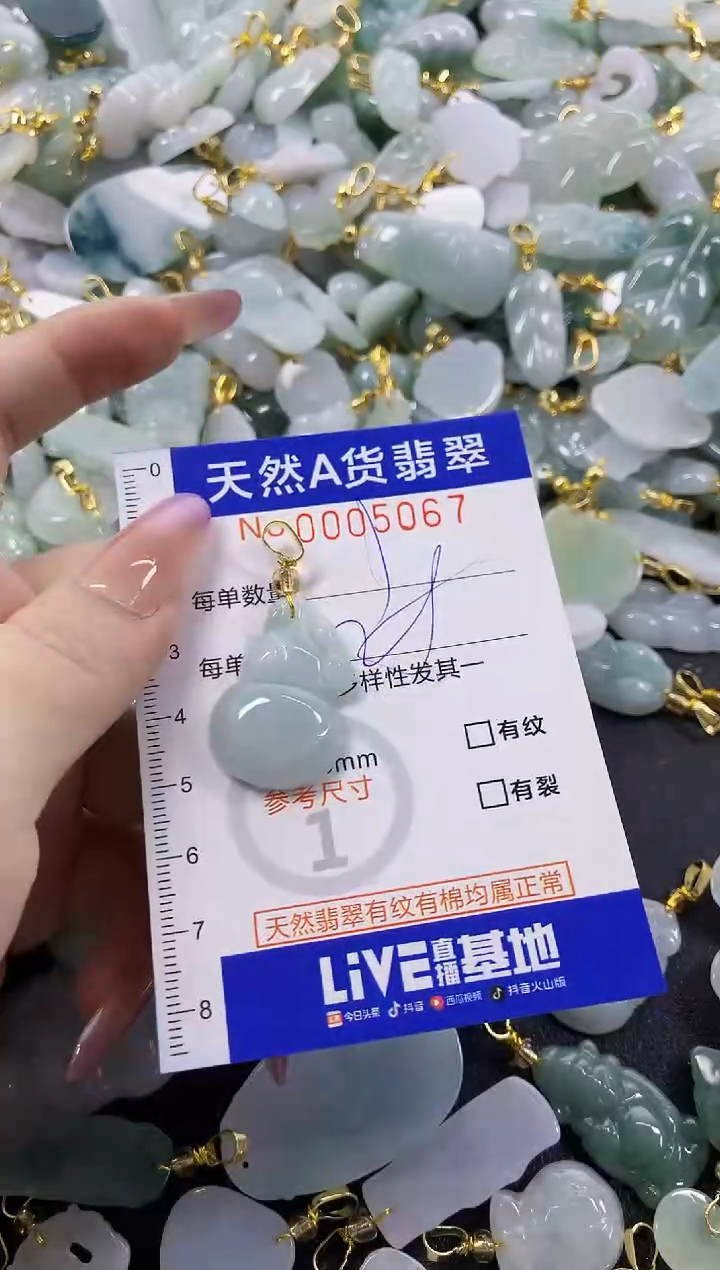 天然A货翡翠
0
No0005067
每单数量
3
每单
样性发其一
4
有纹
mm
5
参考尺寸
有裂
1
6
天然翡翠有纹有棉均属正常
7
LiVE直播基地
8
今日头条 抖音 西瓜视频 抖音火山版